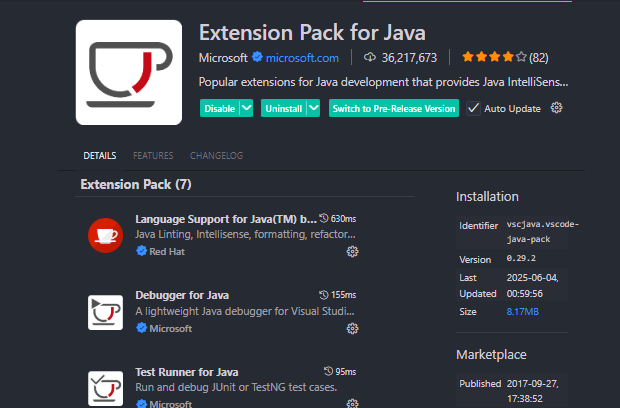 Extension Pack for Java
Microsoft microsoft.com 36,217,673 (82)
Popular extensions for Java development that provides Java IntelliSens...
Disable Uninstall Switch to Pre-Release Version Auto Update
DETAILS FEATURES CHANGELOG
Extension Pack (7)
Language Support for Java(TM) b... 630ms
Java Linting, Intellisense, formatting, refactor...
Red Hat
Debugger for Java 155ms
A lightweight Java debugger for Visual Studi...
Microsoft
Test Runner for Java 95ms
Run and debug JUnit or TestNG test cases.
Microsoft
Installation
Identifier vscjava.vscode-
java-pack
Version 0.29.2
Last 2025-06-04,
Updated 00:59:56
Size 8.17MB
Marketplace
Published 2017-09-27,
17:38:52